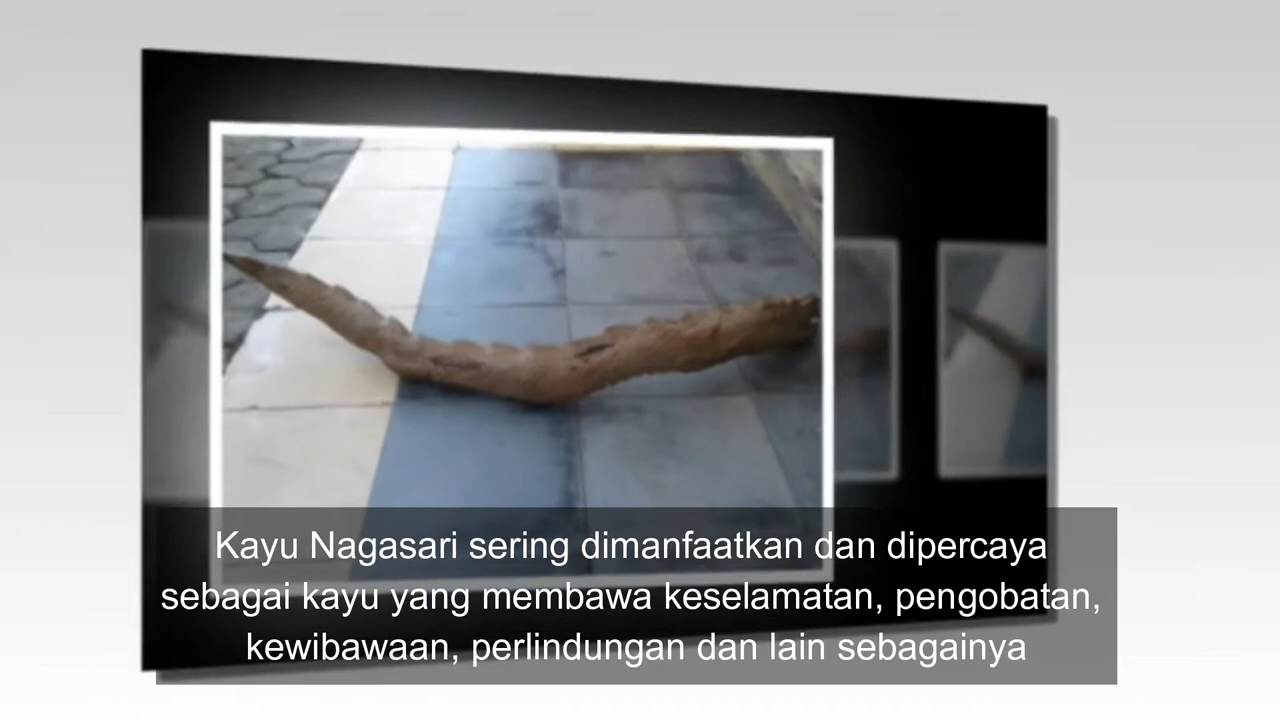 Kayu Nagasari sering dimanfaatkan dan dipercaya
sebagai kayu yang membawa keselamatan, pengobatan,
kewibawaan, perlindungan dan lain sebagainya